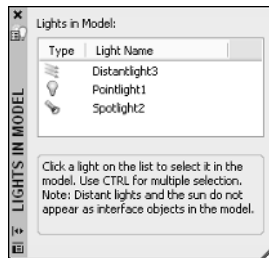 Lights in Model:
Type Light Name
Distantlight3
Pointlight1
Spotlight2
Click a light on the list to select it in the
model. Use CTRL for multiple selection.
Note: Distant lights and the sun do not
appear as interface objects in the model.
LIGHTS IN MODEL